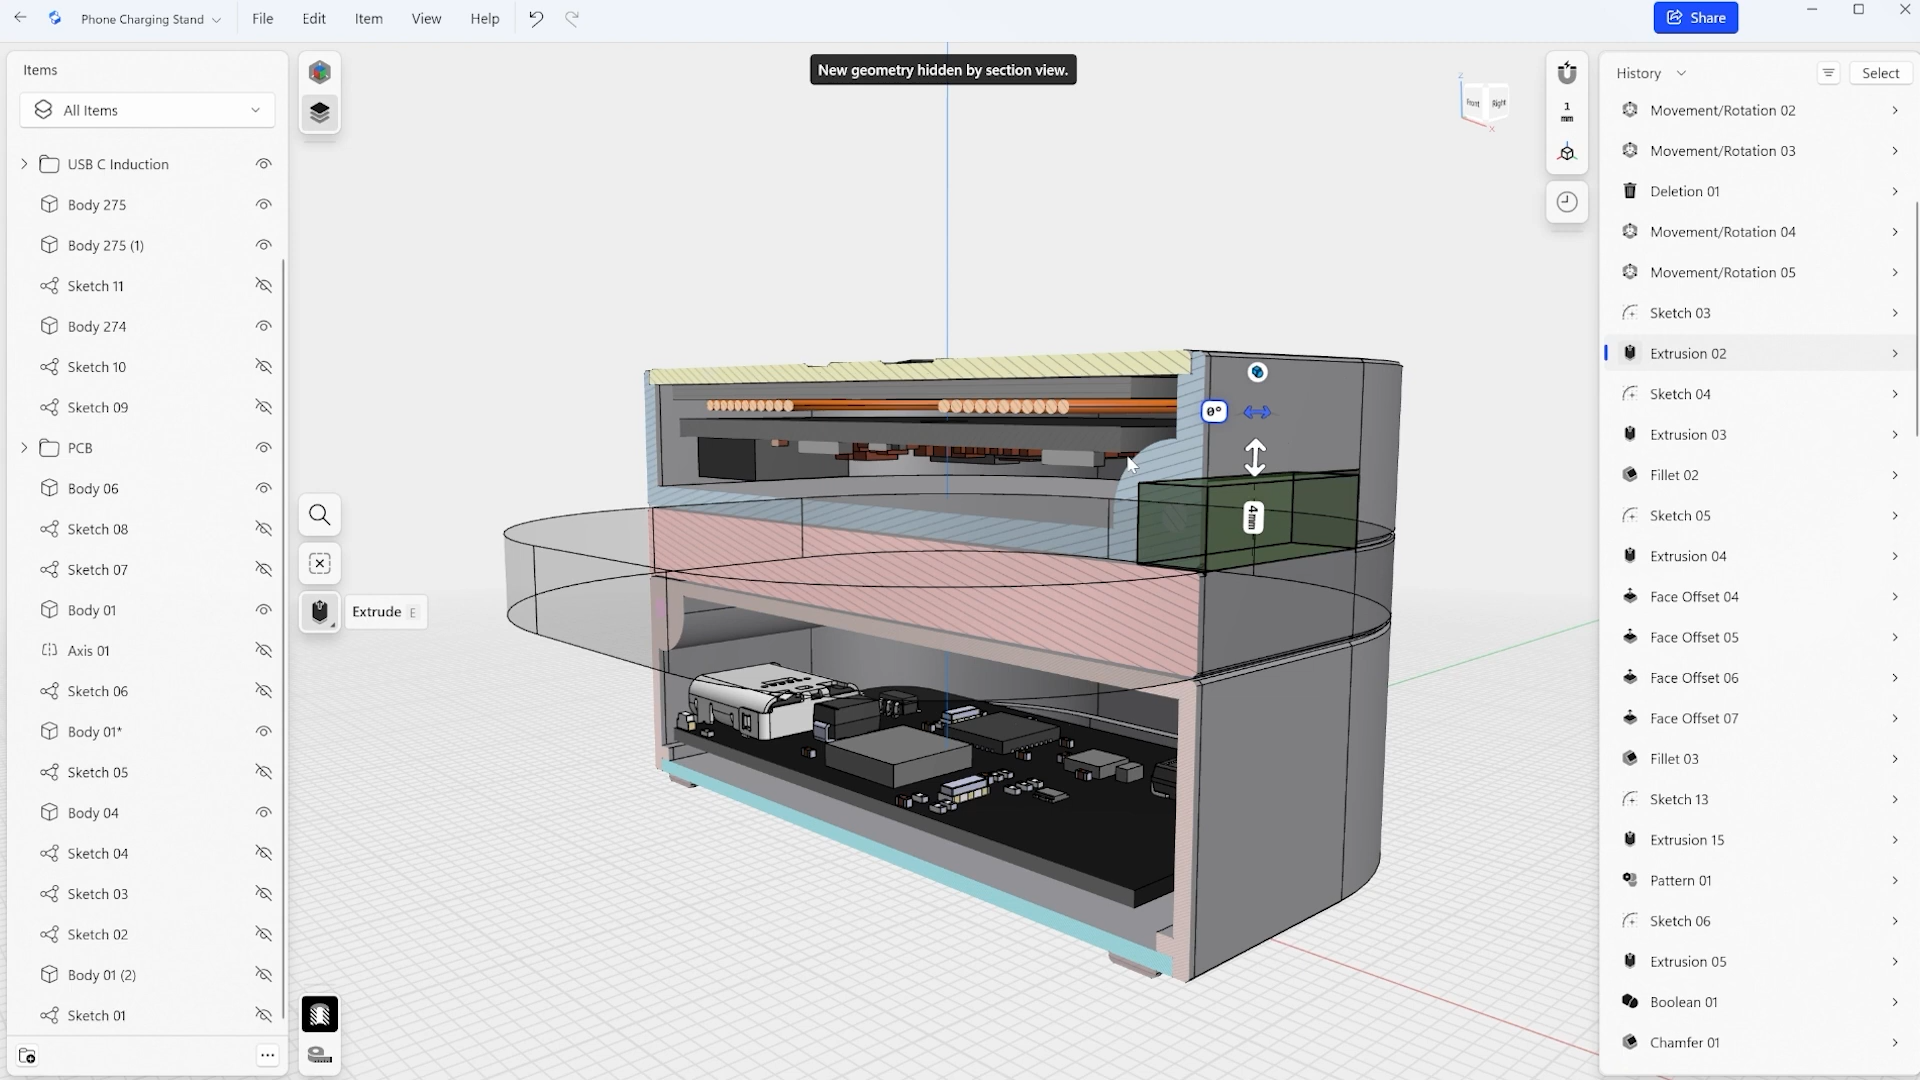 Phone Charging Stand
File
Edit
Item
View
Help
Share
Items
All Items
USB C Induction
Body 275
Body 275 (1)
Sketch 11
Body 274
Sketch 10
Sketch 09
PCB
Body 06
Sketch 08
Sketch 07
Body 01
Axis 01
Sketch 06
Body 01*
Sketch 05
Body 04
Sketch 04
Sketch 03
Sketch 02
Body 01 (2)
Sketch 01
Extrude E
New geometry hidden by section view.
0°
4mm
Z
Front
Right
X
1
mm
History
Select
Movement/Rotation 02
Movement/Rotation 03
Deletion 01
Movement/Rotation 04
Movement/Rotation 05
Sketch 03
Extrusion 02
Sketch 04
Extrusion 03
Fillet 02
Sketch 05
Extrusion 04
Face Offset 04
Face Offset 05
Face Offset 06
Face Offset 07
Fillet 03
Sketch 13
Extrusion 15
Pattern 01
Sketch 06
Extrusion 05
Boolean 01
Chamfer 01